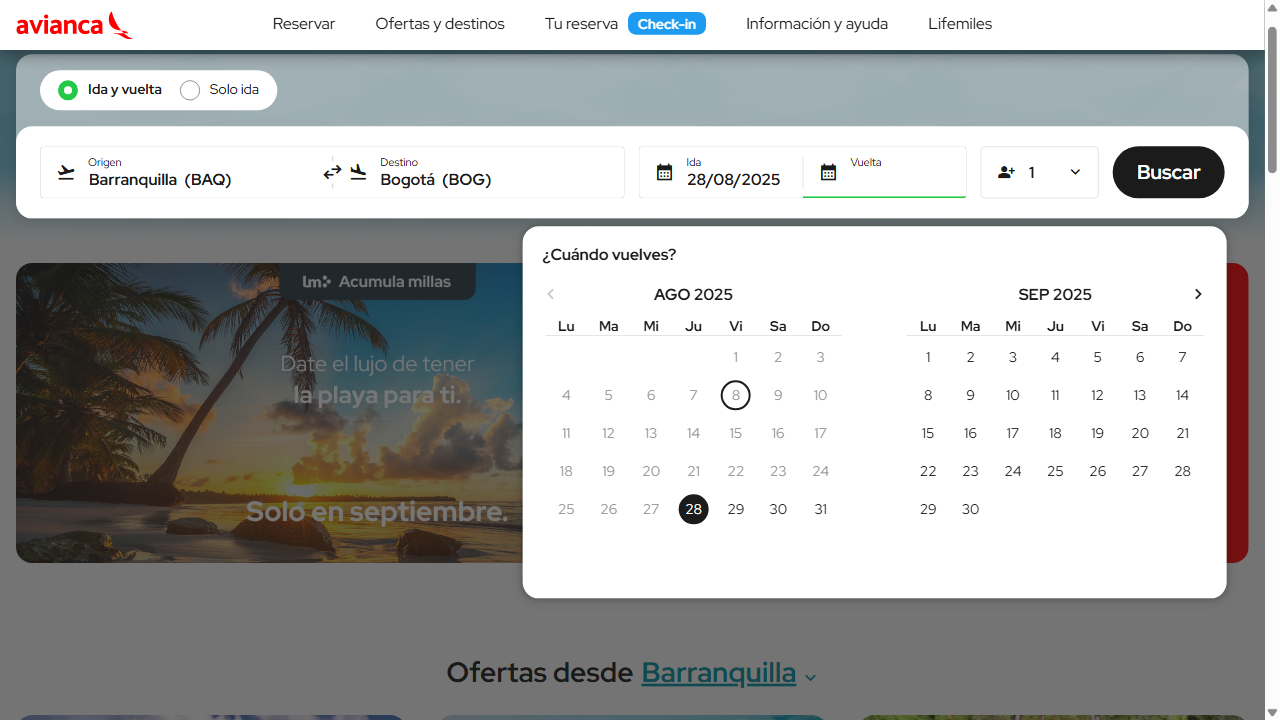 avianca
Reservar
Ofertas y destinos
Tu reserva Check-in
Información y ayuda
Lifemiles
Ida y vuelta
Solo ida
Origen
Barranquilla (BAQ)
Destino
Bogotá (BOG)
Ida
28/08/2025
Vuelta
1
Buscar
lm Acumula millas
Date el lujo de tener
la playa para ti.
Solo en septiembre.
¿Cuándo vuelves?
AGO 2025
Lu Ma Mi Ju Vi Sa Do
1 2 3
4 5 6 7 8 9 10
11 12 13 14 15 16 17
18 19 20 21 22 23 24
25 26 27 28 29 30 31
SEP 2025
Lu Ma Mi Ju Vi Sa Do
1 2 3 4 5 6 7
8 9 10 11 12 13 14
15 16 17 18 19 20 21
22 23 24 25 26 27 28
29 30
Ofertas desde Barranquilla